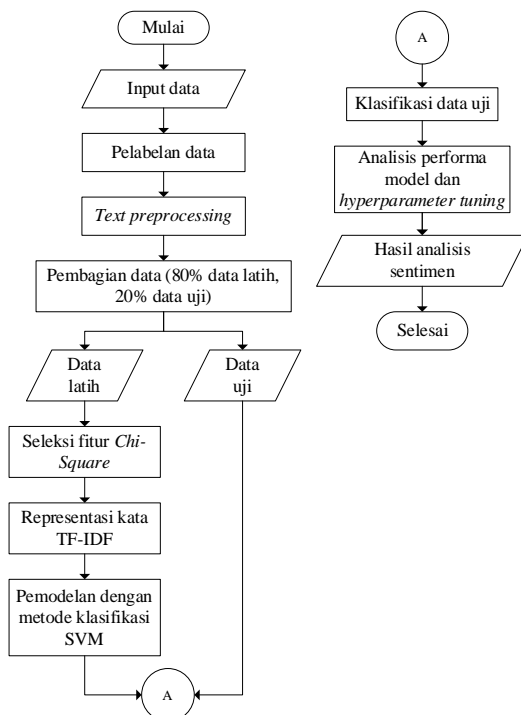 Mulai
Input data
Pelabelan data
Text preprocessing
Pembagian data (80% data latih,
20% data uji)
Data
latih
Data
uji
Seleksi fitur Chi-
Square
Representasi kata
TF-IDF
Pemodelan dengan
metode klasifikasi
SVM
A
A
Klasifikasi data uji
Analisis performa
model dan
hyperparameter tuning
Hasil analisis
sentimen
Selesai